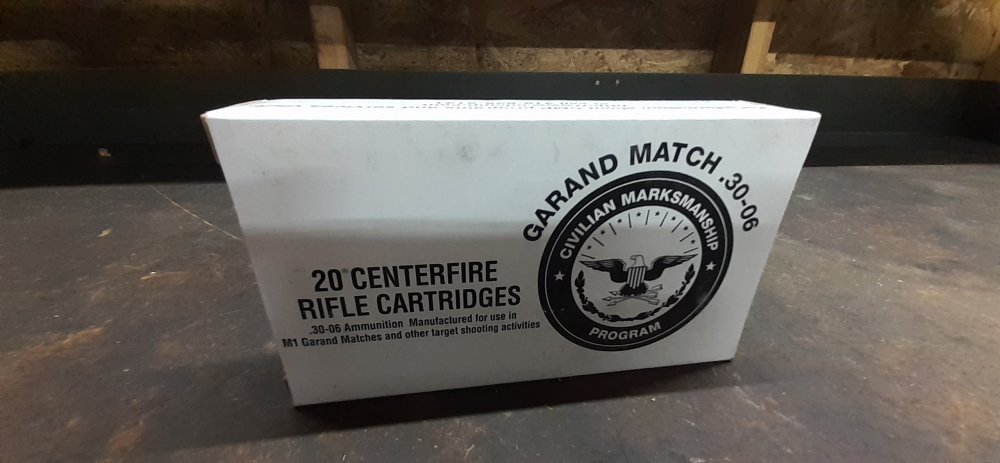 20 CENTERFIRE
RIFLE CARTRIDGES
.30-06 Ammunition Manufactured for use in
M1 Garand Matches and other target shooting activities
GARAND MATCH .30-06
CIVILIAN MARKSMANSHIP
PROGRAM